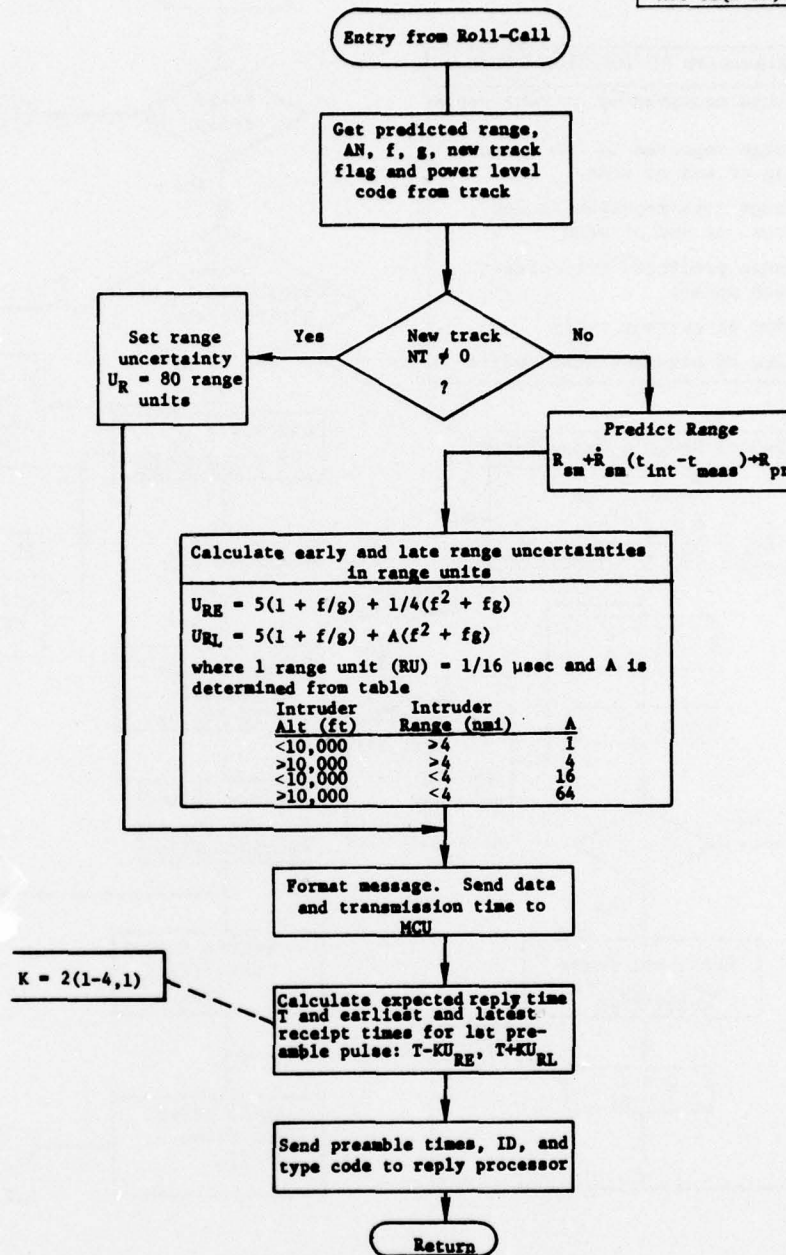 Entry from Roll-Call
Get predicted range,
AN, f, g, new track
flag and power level
code from track
New track
NT ≠ 0
?
Yes
No
Set range
uncertainty
U_R = 80 range
units
Predict Range
R_sm+Ṙ_sm(t_int-t_meas)→R_pr
Calculate early and late range uncertainties
in range units
U_RE = 5(1 + f/g) + 1/4(f² + fg)
U_RL = 5(1 + f/g) + A(f² + fg)
where 1 range unit (RU) = 1/16 μsec and A is
determined from table
Intruder Intruder
Alt (ft) Range (nmi) A
<10,000 ≥4 1
>10,000 ≥4 4
<10,000 <4 16
>10,000 <4 64
Format message. Send data
and transmission time to
MCU
K = 2(1-4,1)
Calculate expected reply time
T and earliest and latest
receipt times for 1st pre-
amble pulse: T-KU_RE, T+KU_RL
Send preamble times, ID, and
type code to reply processor
Return